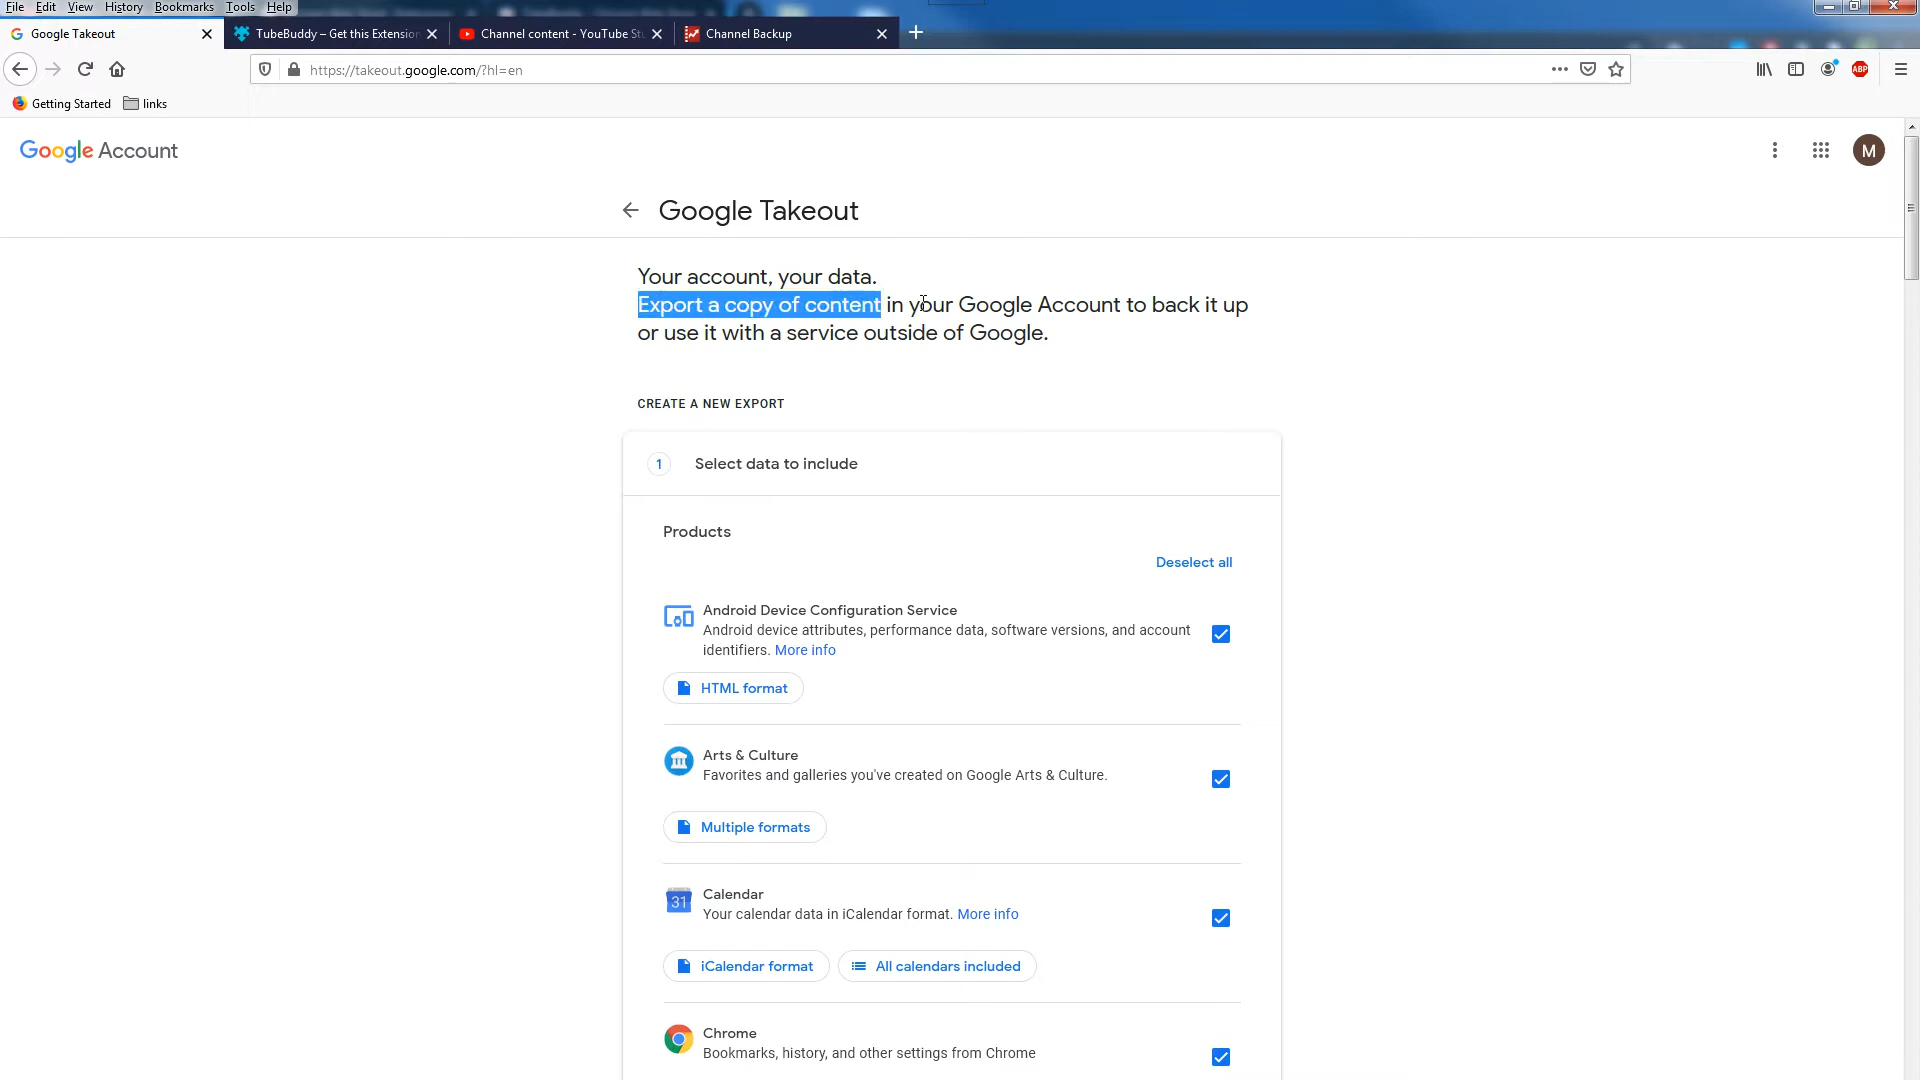 File Edit View History Bookmarks Tools Help
Google Takeout
TubeBuddy – Get this Extension
Channel content - YouTube St
Channel Backup
https://takeout.google.com/?hl=en
ABP
Getting Started
links
Google Account
M
Google Takeout
Your account, your data.
Export a copy of content in your Google Account to back it up
or use it with a service outside of Google.
CREATE A NEW EXPORT
1 Select data to include
Products
Deselect all
Android Device Configuration Service
Android device attributes, performance data, software versions, and account
identifiers. More info
HTML format
Arts & Culture
Favorites and galleries you've created on Google Arts & Culture.
Multiple formats
31
Calendar
Your calendar data in iCalendar format. More info
iCalendar format
All calendars included
Chrome
Bookmarks, history, and other settings from Chrome